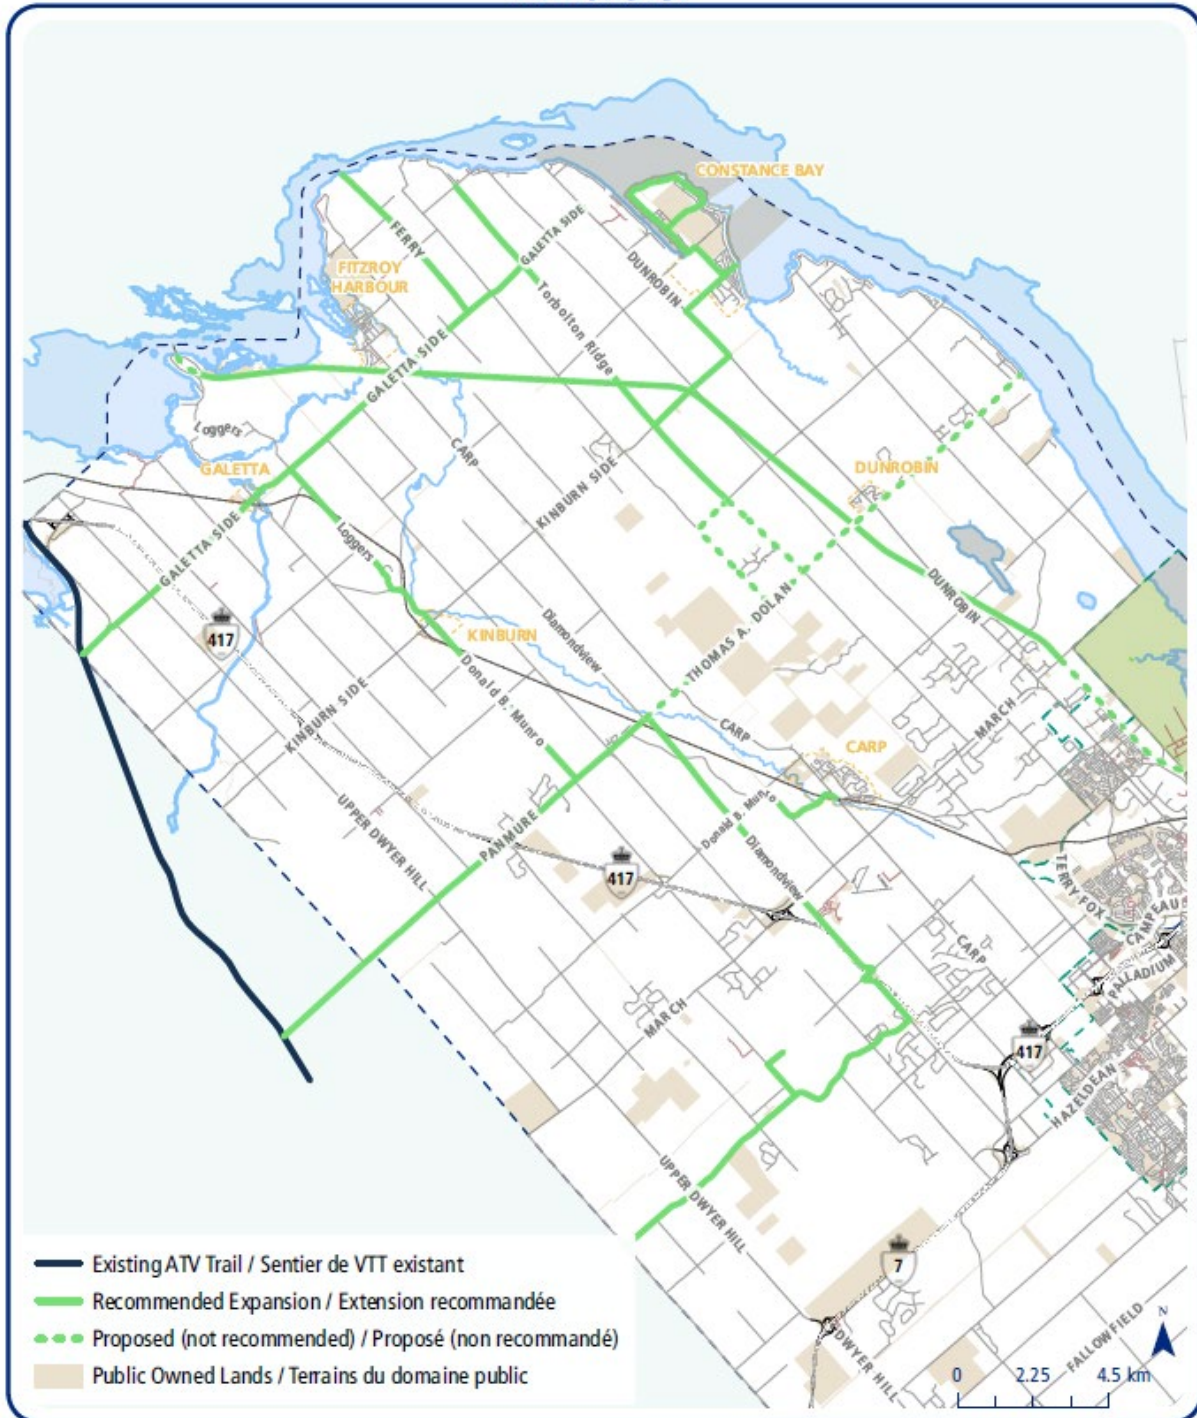 CONSTANCE BAY
FERRY
GALETTA SIDE
FITZROY
HARBOUR
DUNROBIN
Torbolton Ridge
GALETTA SIDE
Loggers
CARP
GALETTA
KINBURN SIDE
DUNROBIN
GALETTA SIDE
Loggers
DUNROBIN
417
KINBURN
Diamondview
THOMAS A. DOLAN
KINBURN SIDE
Donald B. Munro
CARP
MARCH
CARP
UPPER DWYER HILL
PANMURE
Donald B. Munro
Diamondview
417
TERRY FOX
CAMPEAU
PALLADIUM
CARP
MARCH
417
HAZELDEAN
UPPER DWYER HILL
7
DWYER HILL
FALLOWFIELD
N
0 2.25 4.5 km
Existing ATV Trail / Sentier de VTT existant
Recommended Expansion / Extension recommandée
Proposed (not recommended) / Proposé (non recommandé)
Public Owned Lands / Terrains du domaine public